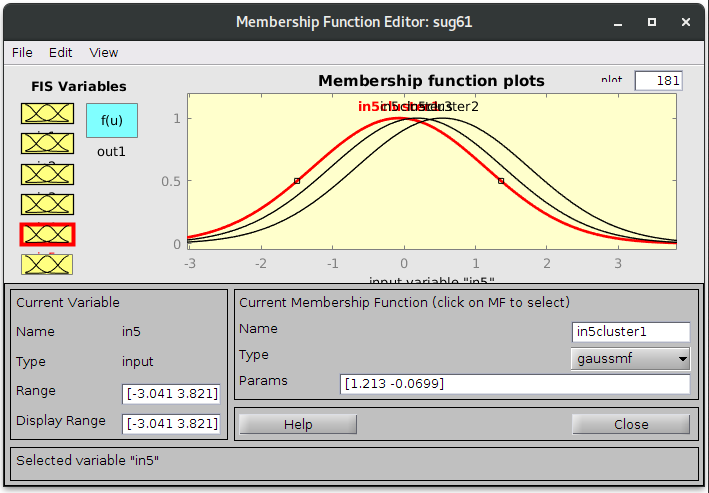 Membership Function Editor: sug61
File Edit View
FIS Variables
f(u)
out1
Membership function plots
181
in5cluster1
cluster2
1
0.5
0
-3 -2 -1 0 1 2 3
input variable "in5"
Current Variable
Name in5
Type input
Range [-3.041 3.821]
Display Range [-3.041 3.821]
Current Membership Function (click on MF to select)
Name in5cluster1
Type gaussmf
Params [1.213 -0.0699]
Help Close
Selected variable "in5"